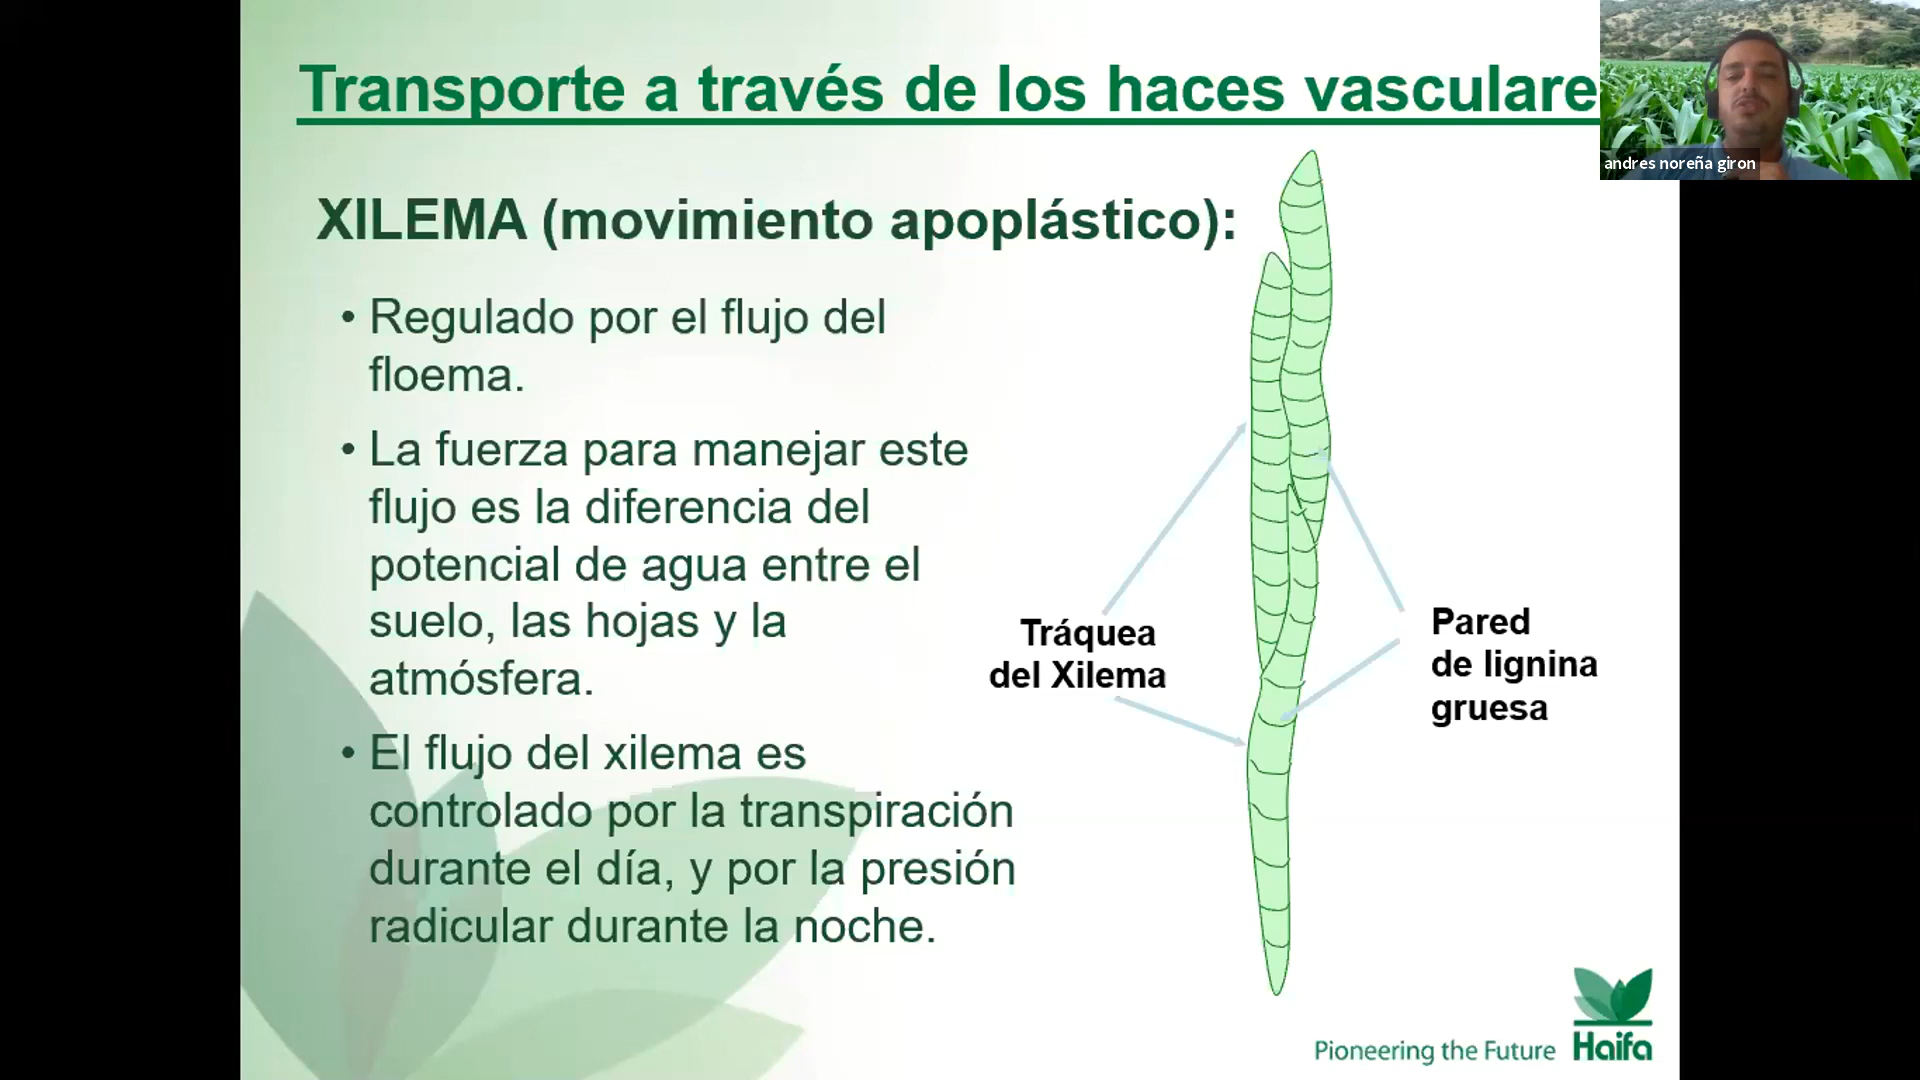 Transporte a través de los haces vasculare
andres noreña giron
XILEMA (movimiento apoplástico):
• Regulado por el flujo del
floema.
• La fuerza para manejar este
flujo es la diferencia del
potencial de agua entre el
suelo, las hojas y la
atmósfera.
• El flujo del xilema es
controlado por la transpiración
durante el día, y por la presión
radicular durante la noche.
Tráquea
del Xilema
Pared
de lignina
gruesa
Pioneering the Future
Haifa